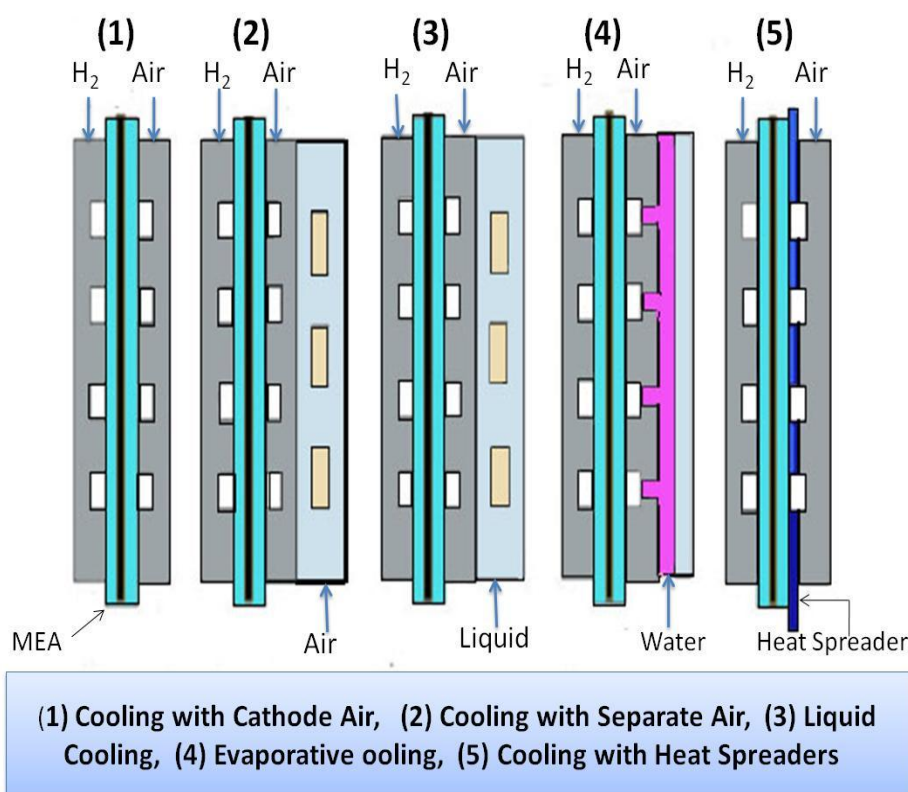 (1) (2) (3) (4) (5)
H₂ Air H₂ Air H₂ Air H₂ Air H₂ Air
MEA Air Liquid Water Heat Spreader
(1) Cooling with Cathode Air, (2) Cooling with Separate Air, (3) Liquid
Cooling, (4) Evaporative ooling, (5) Cooling with Heat Spreaders